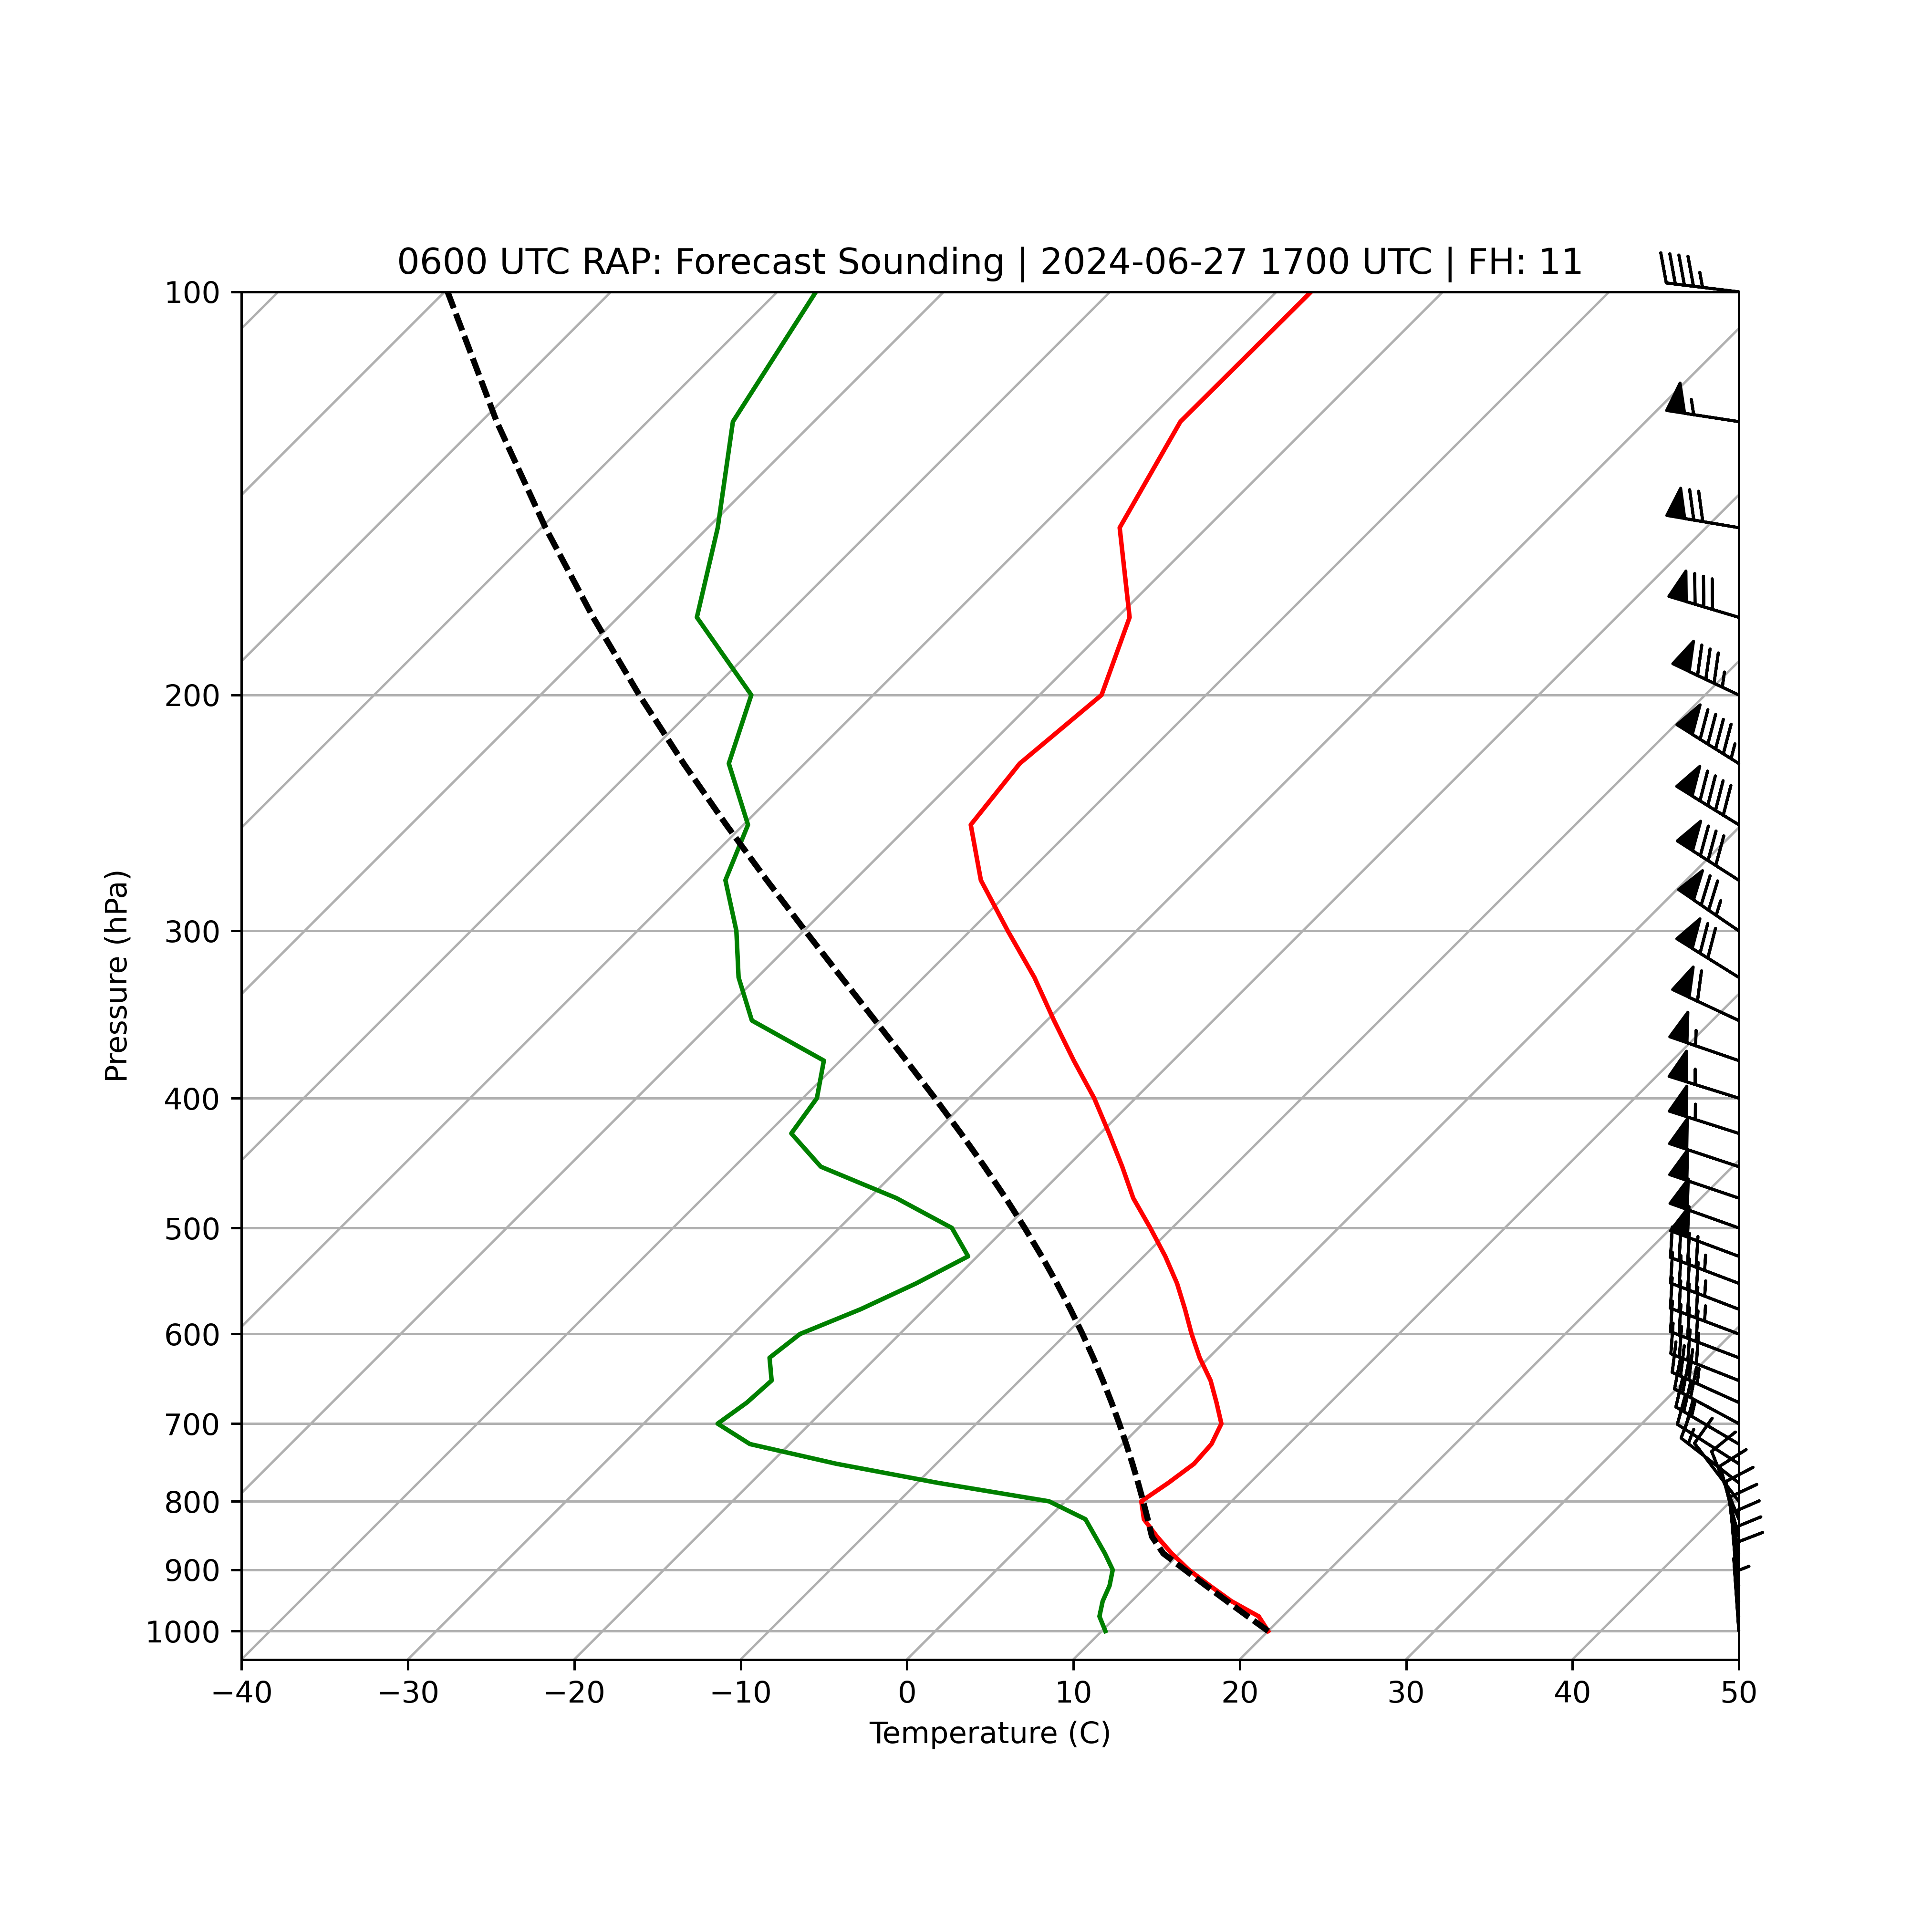 0600 UTC RAP: Forecast Sounding | 2024-06-27 1700 UTC | FH: 11
100
200
300
400
500
600
700
800
900
1000
Pressure (hPa)
−40 −30 −20 −10 0 10 20 30 40 50
Temperature (C)